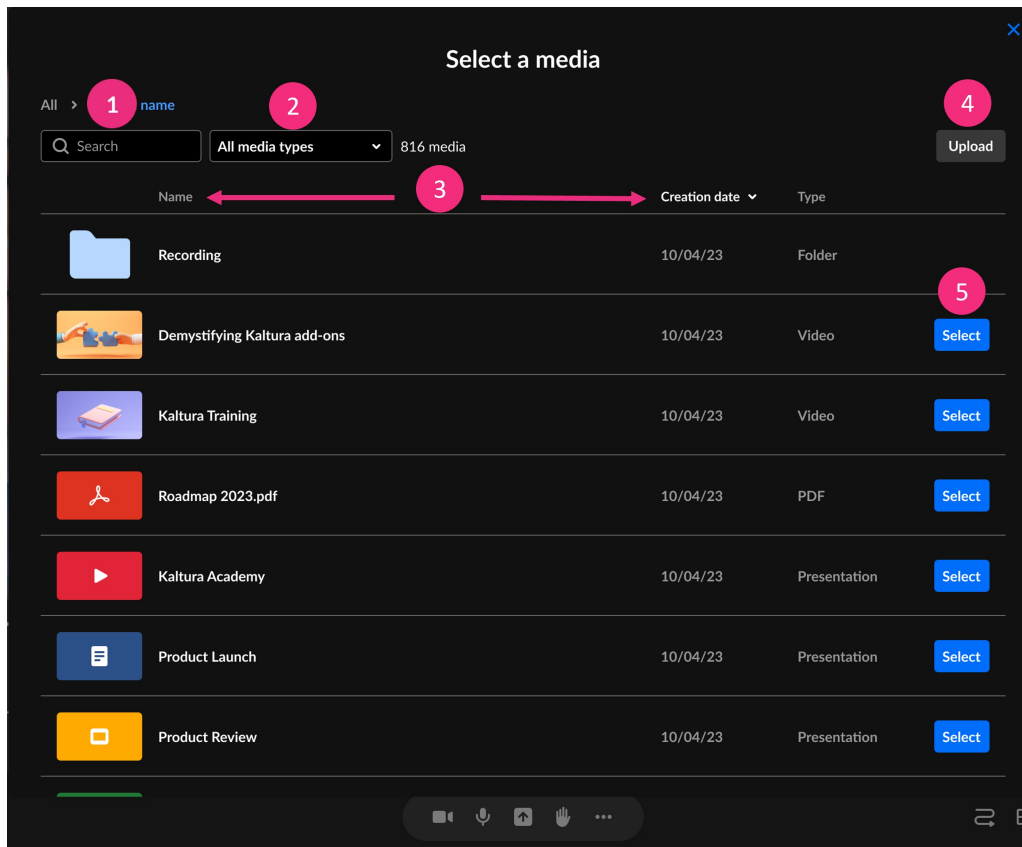 Select a media
All > 1 name
2
4
Search
All media types
816 media
Upload
Name
3
Creation date
Type
Recording
10/04/23
Folder
5
Demystifying Kaltura add-ons
10/04/23
Video
Select
Kaltura Training
10/04/23
Video
Select
Roadmap 2023.pdf
10/04/23
PDF
Select
Kaltura Academy
10/04/23
Presentation
Select
Product Launch
10/04/23
Presentation
Select
Product Review
10/04/23
Presentation
Select